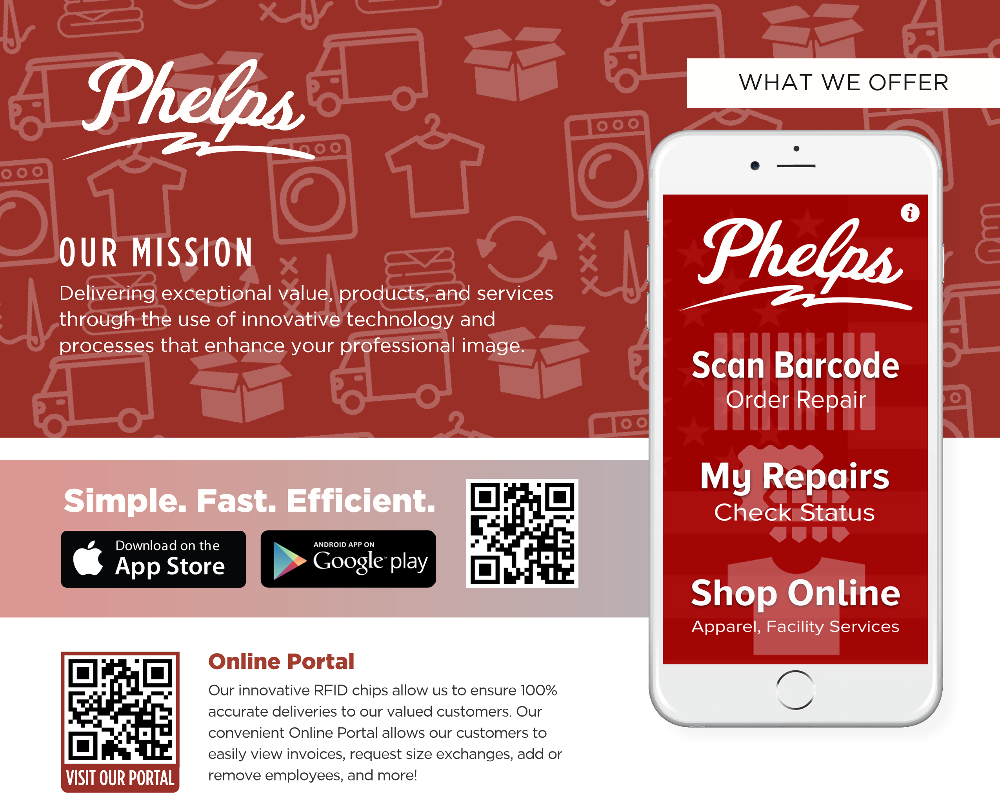 Phelps
WHAT WE OFFER
OUR MISSION
Delivering exceptional value, products, and services
through the use of innovative technology and
processes that enhance your professional image.
i
Phelps
Scan Barcode
Order Repair
My Repairs
Check Status
Shop Online
Apparel, Facility Services
Simple. Fast. Efficient.
Download on the
App Store
ANDROID APP ON
Google™ play
VISIT OUR PORTAL
Online Portal
Our innovative RFID chips allow us to ensure 100%
accurate deliveries to our valued customers. Our
convenient Online Portal allows our customers to
easily view invoices, request size exchanges, add or
remove employees, and more!